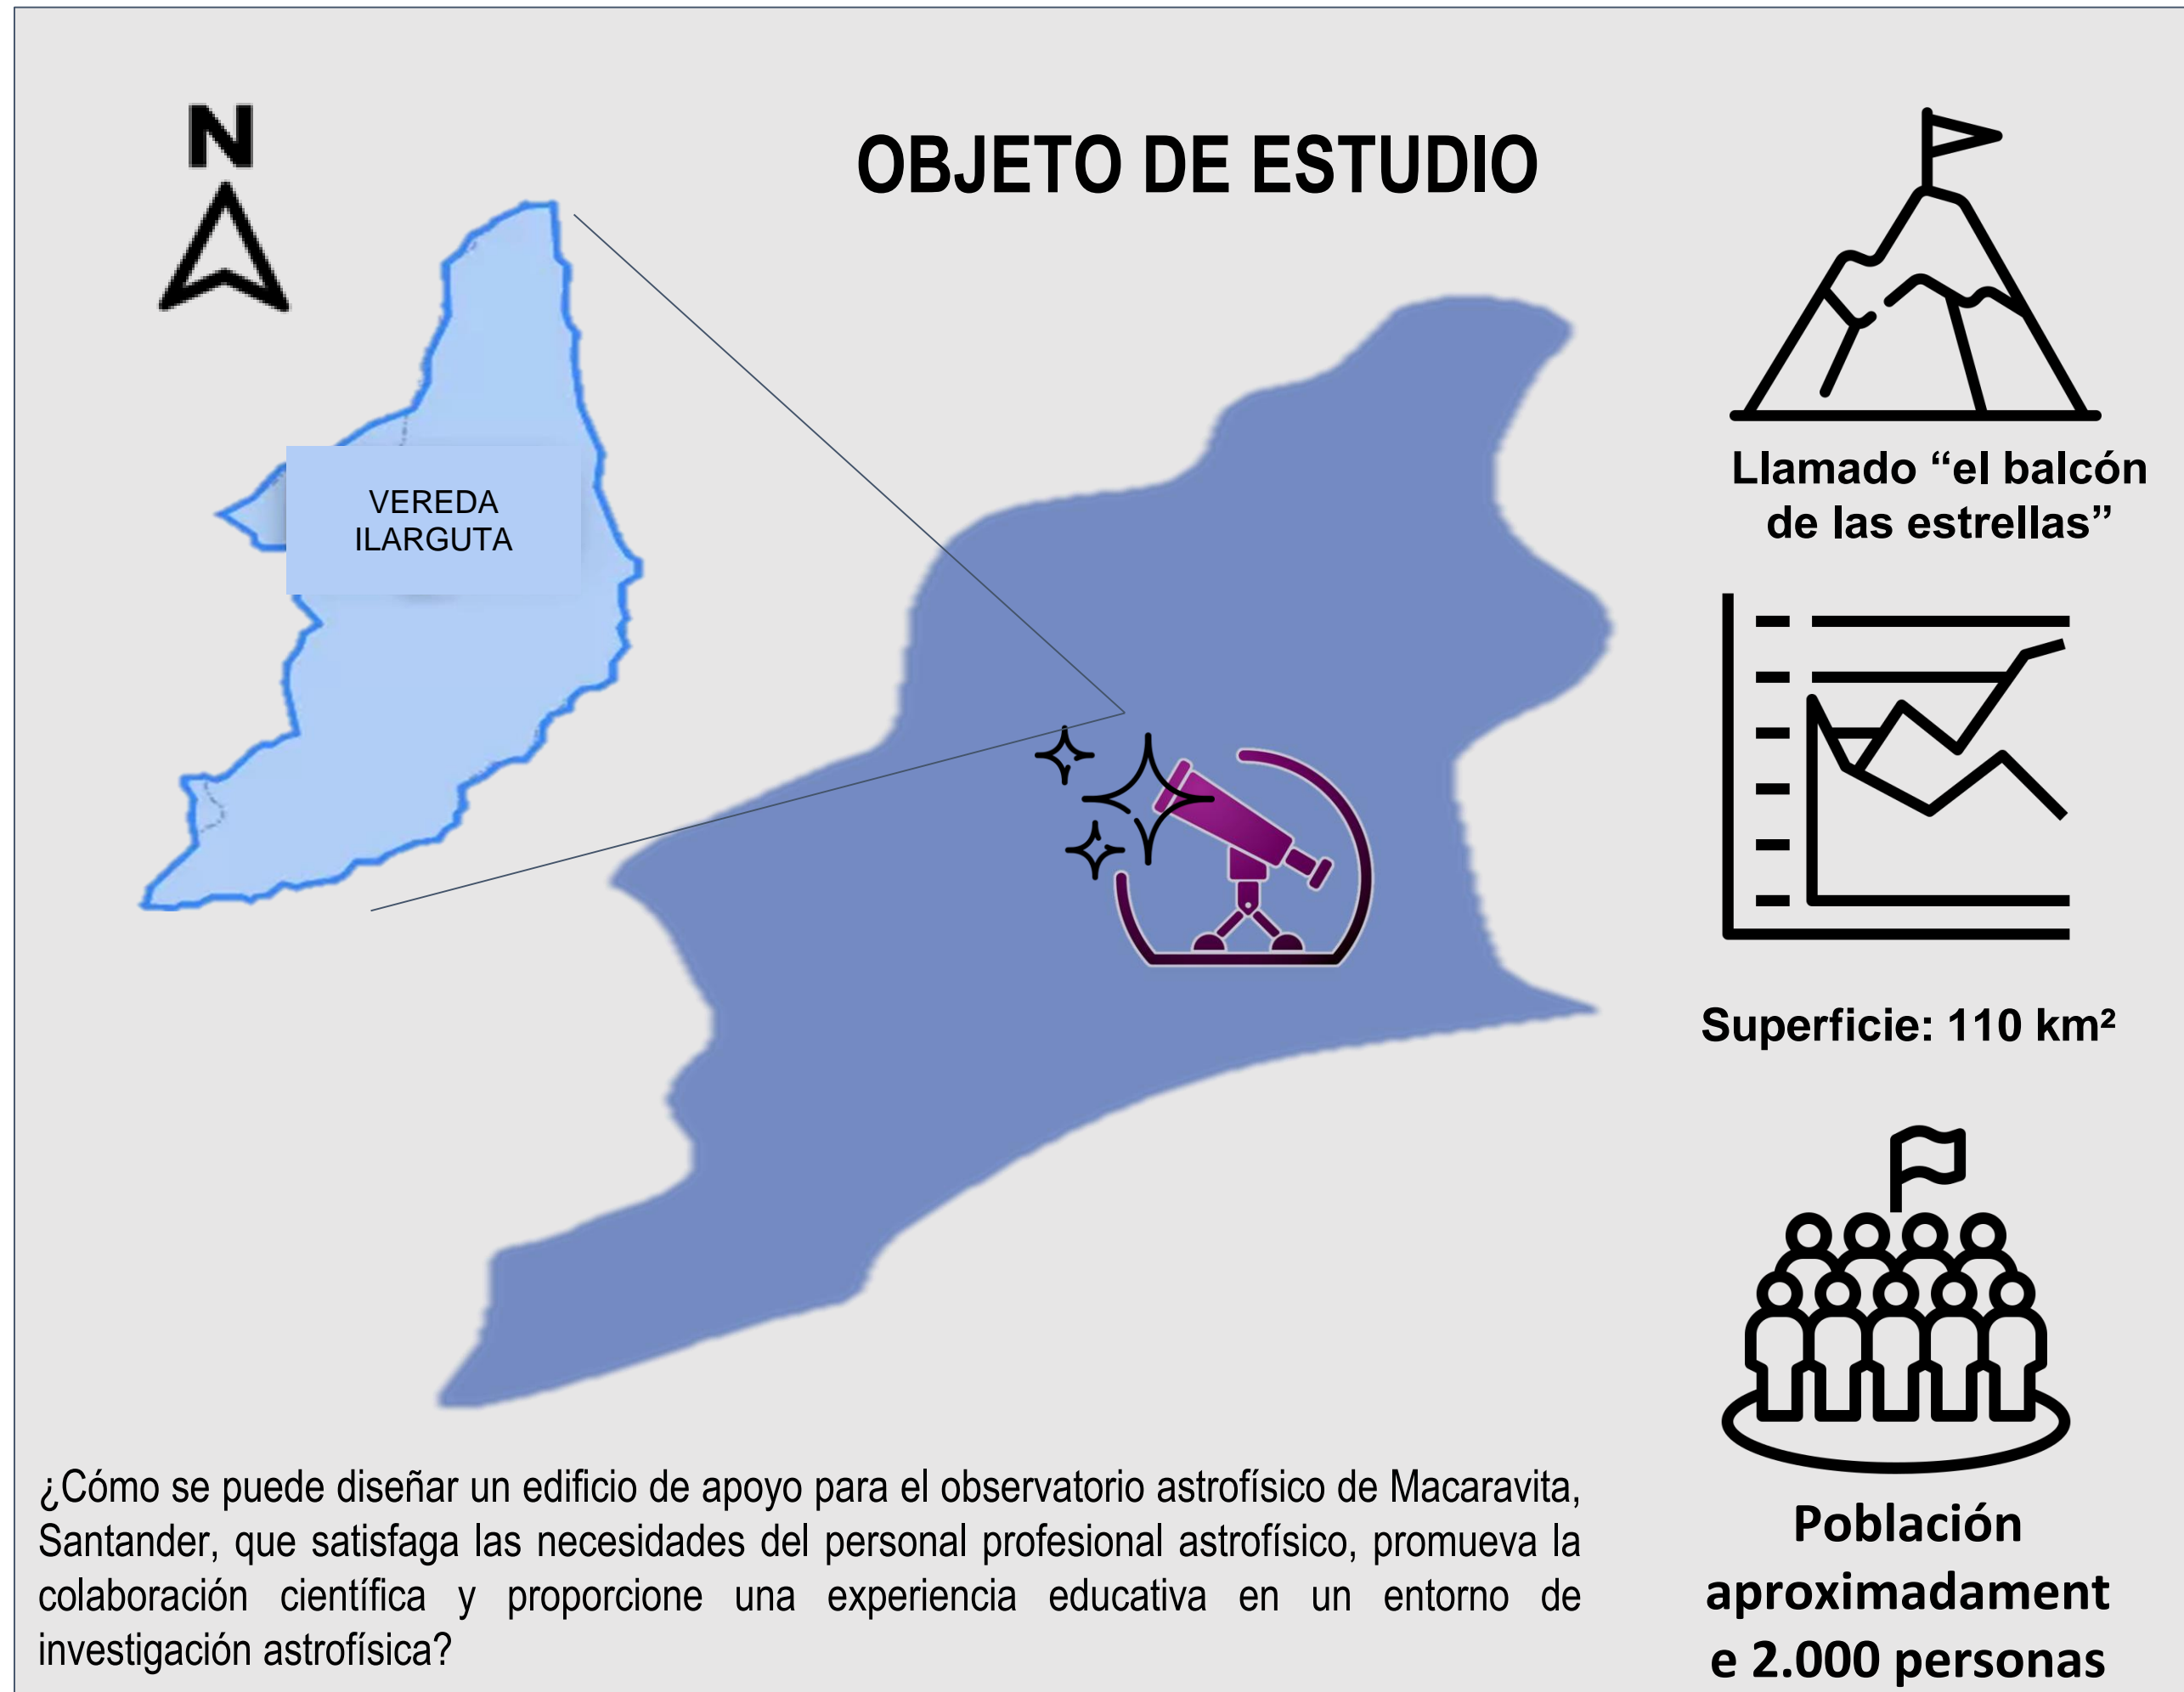 N
OBJETO DE ESTUDIO
VEREDA
ILARGUTA
Llamado “el balcón
de las estrellas”
Superficie: 110 km²
Población
aproximadament
e 2.000 personas
¿Cómo se puede diseñar un edificio de apoyo para el observatorio astrofísico de Macaravita,
Santander, que satisfaga las necesidades del personal profesional astrofísico, promueva la
colaboración científica y proporcione una experiencia educativa en un entorno de
investigación astrofísica?